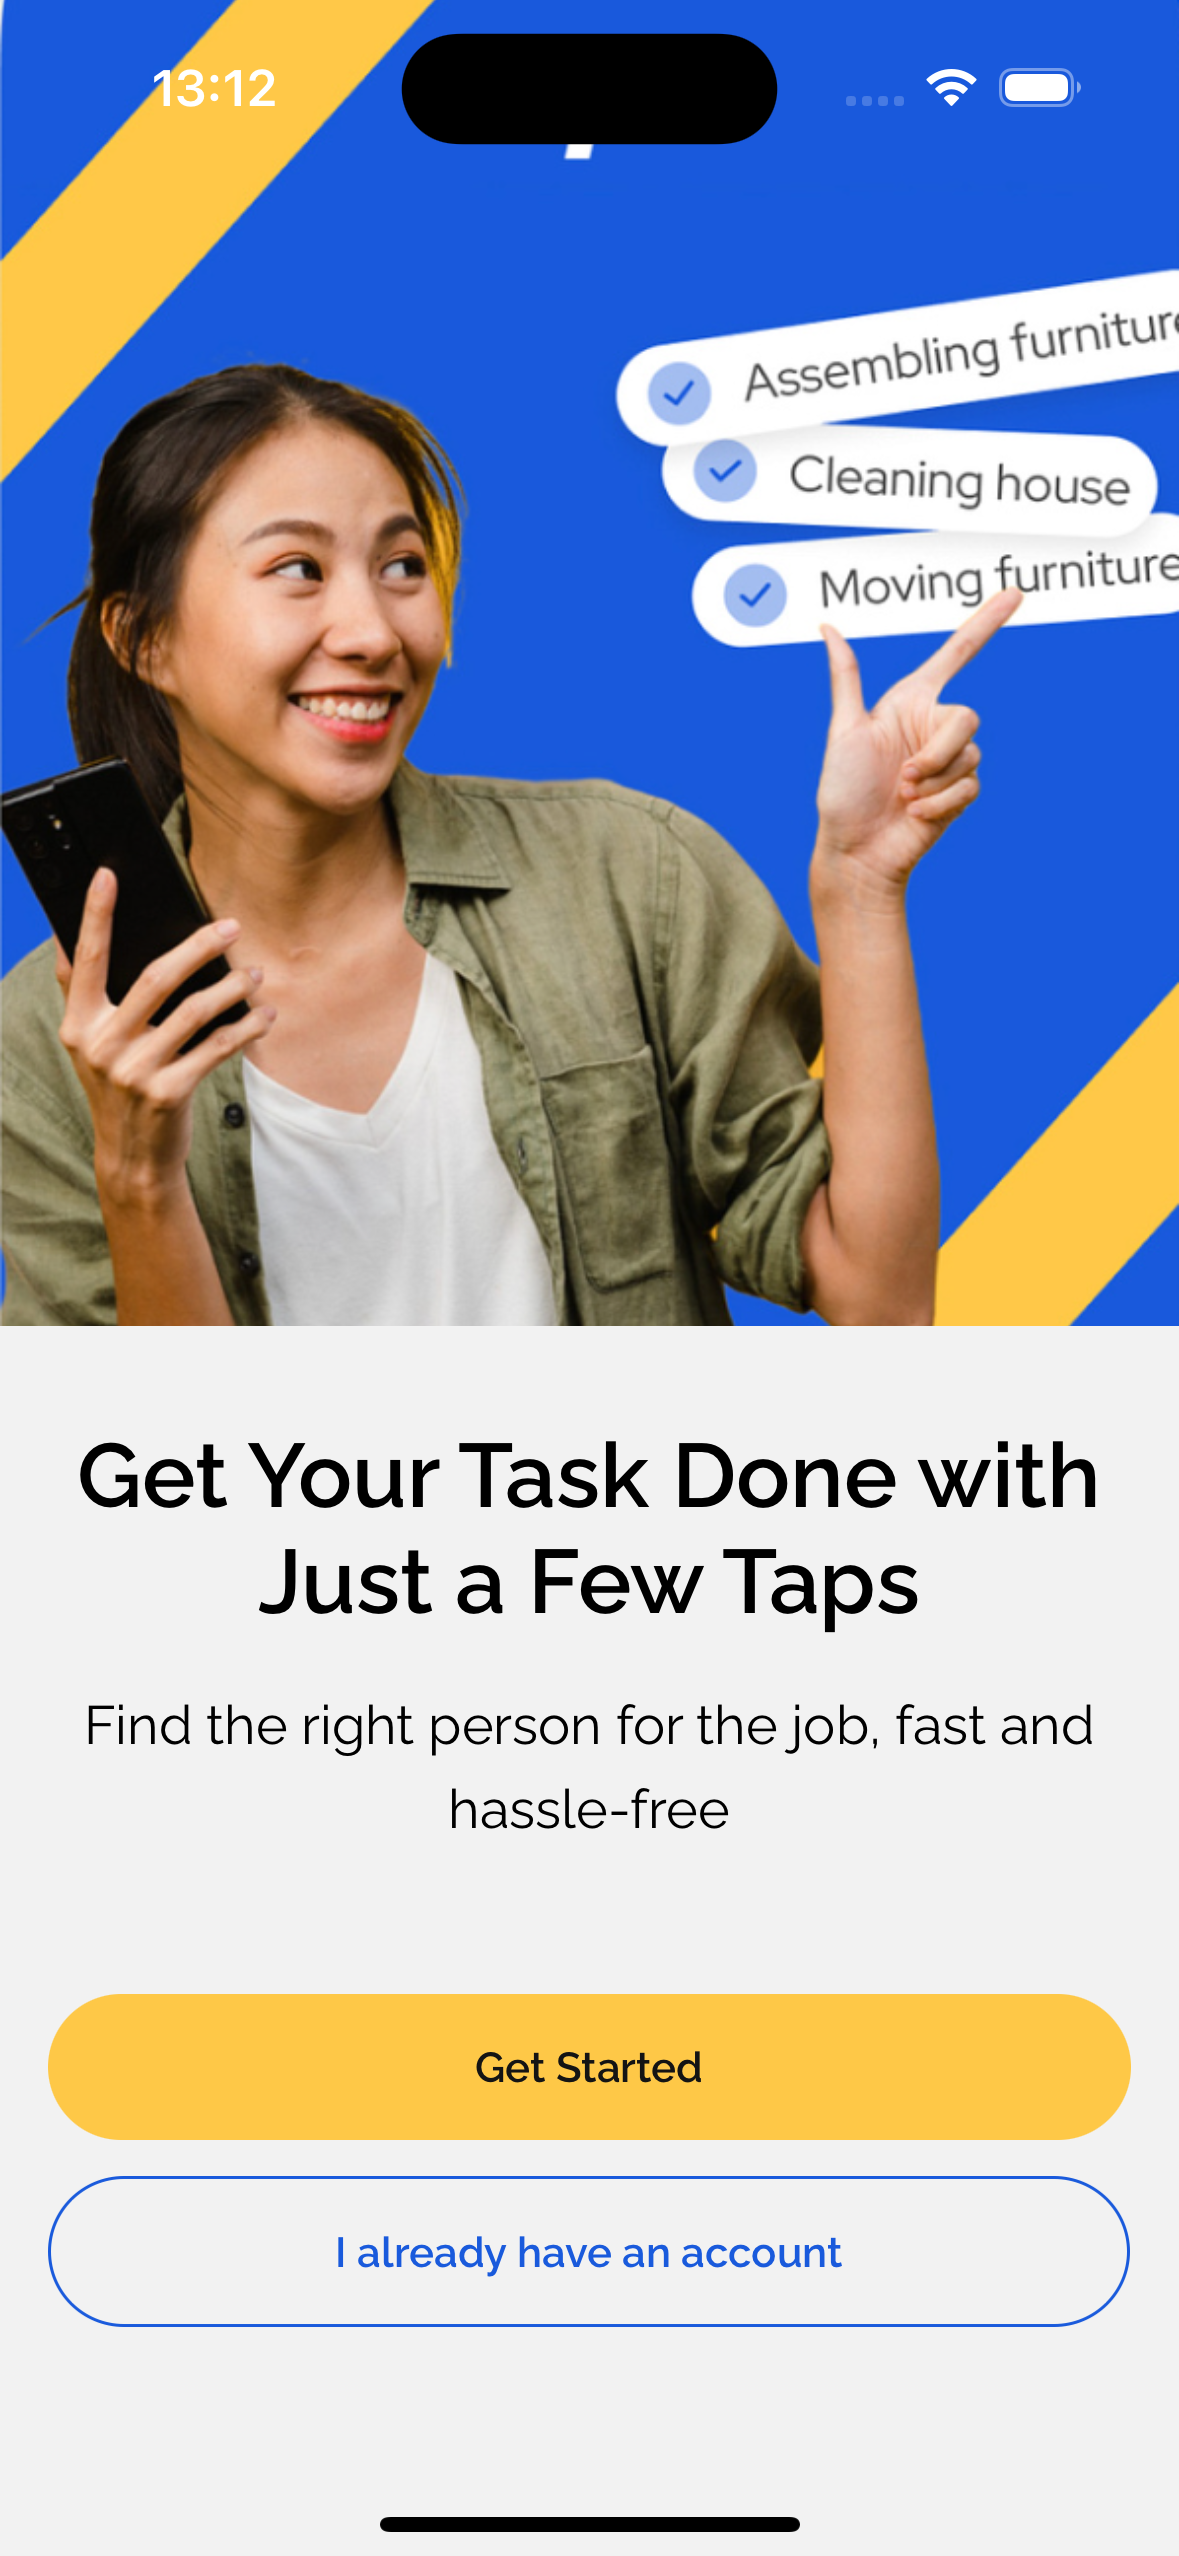 13:12
Assembling furniture
Cleaning house
Moving furniture
Get Your Task Done with
Just a Few Taps
Find the right person for the job, fast and
hassle-free
Get Started
I already have an account